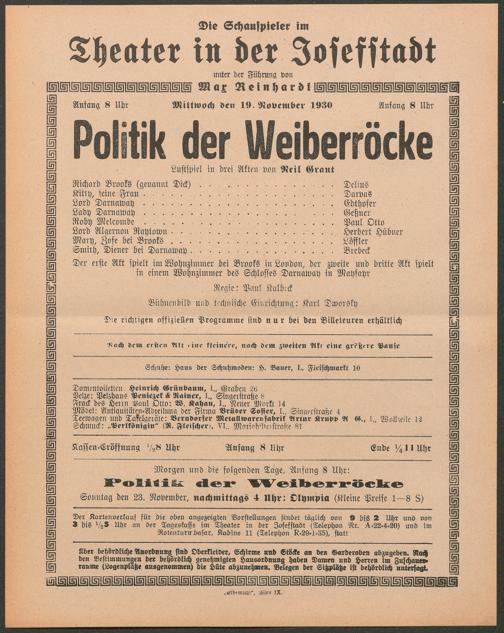 Die Schauspieler im
Theater in der Josefstadt
unter der Führung von
Max Reinhardt
Anfang 8 Uhr Mittwoch den 19. November 1930 Anfang 8 Uhr
Politik der Weiberröcke
Lustspiel in drei Akten von Neil Grant
Richard Brooks (genannt Dick) . . . . . . . . . . Delius
Kitty, seine Frau . . . . . . . . . . Darvas
Lord Darnaway . . . . . . . . . . Edthofer
Lady Darnaway . . . . . . . . . . Geßner
Roby Melcombe . . . . . . . . . . Paul Otto
Lord Algernon Raytown . . . . . . . . . . Herbert Hübner
Mary, Zofe bei Brooks . . . . . . . . . . Löffler
Smith, Diener bei Darnaway . . . . . . . . . . Brebeck
Der erste Akt spielt im Wohnzimmer bei Brooks in London, der zweite und dritte Akt spielt
in einem Wohnzimmer des Schlosses Darnaway in Mayfayr
Regie: Paul Kalbeck
Bühnenbild und technische Einrichtung: Karl Dworsky
Die richtigen offiziellen Programme sind nur bei den Billeteuren erhältlich
Nach dem ersten Akt eine kleinere, nach dem zweiten Akt eine größere Pause
Schuhe: Haus der Schuhmoden: H. Bauer, I., Fleischmarkt 10
Damentoiletten: Heinrich Grünbaum, I., Graben 26
Pelze: Pelzhaus Penizek & Rainer, I., Singerstraße 8
Frack des Herrn Paul Otto: W. Kahan, I., Neuer Markt 14
Möbel: Antiquitäten-Abteilung der Firma Brüder Soffer, I., Singerstraße 4
Teewagen und Tafelgeräte: Berndorfer Metallwarenfabrik Artur Krupp A. G., I., Wollzeile 12
Schmuck: „Perlkönigin“ (R. Fleischer), VI., Mariahilferstraße 81
Kassen-Eröffnung 1/28 Uhr Anfang 8 Uhr Ende 1/411 Uhr
Morgen und die folgenden Tage, Anfang 8 Uhr:
Politik der Weiberröcke
Sonntag den 23. November, nachmittags 4 Uhr: Olympia (Kleine Preise 1—8 S)
Der Kartenverkauf für die oben angezeigten Vorstellungen findet täglich von 9 bis 2 Uhr und von
3 bis 1/25 Uhr an der Tageskasse im Theater in der Josefstadt (Telephon Nr. A-22-4-20) und im
Rotenturm bazar, Kabine 11 (Telephon R-29-1-35), statt
Über behördliche Anordnung sind Oberkleider, Schirme und Stöcke an den Garderoben abzugeben. Nach
den Bestimmungen der behördlich genehmigten Hausordnung haben Damen und Herren im Zuschauer-
raume (Logenplätze ausgenommen) die Hüte abzunehmen. Belegen der Sitzplätze ist behördlich untersagt.